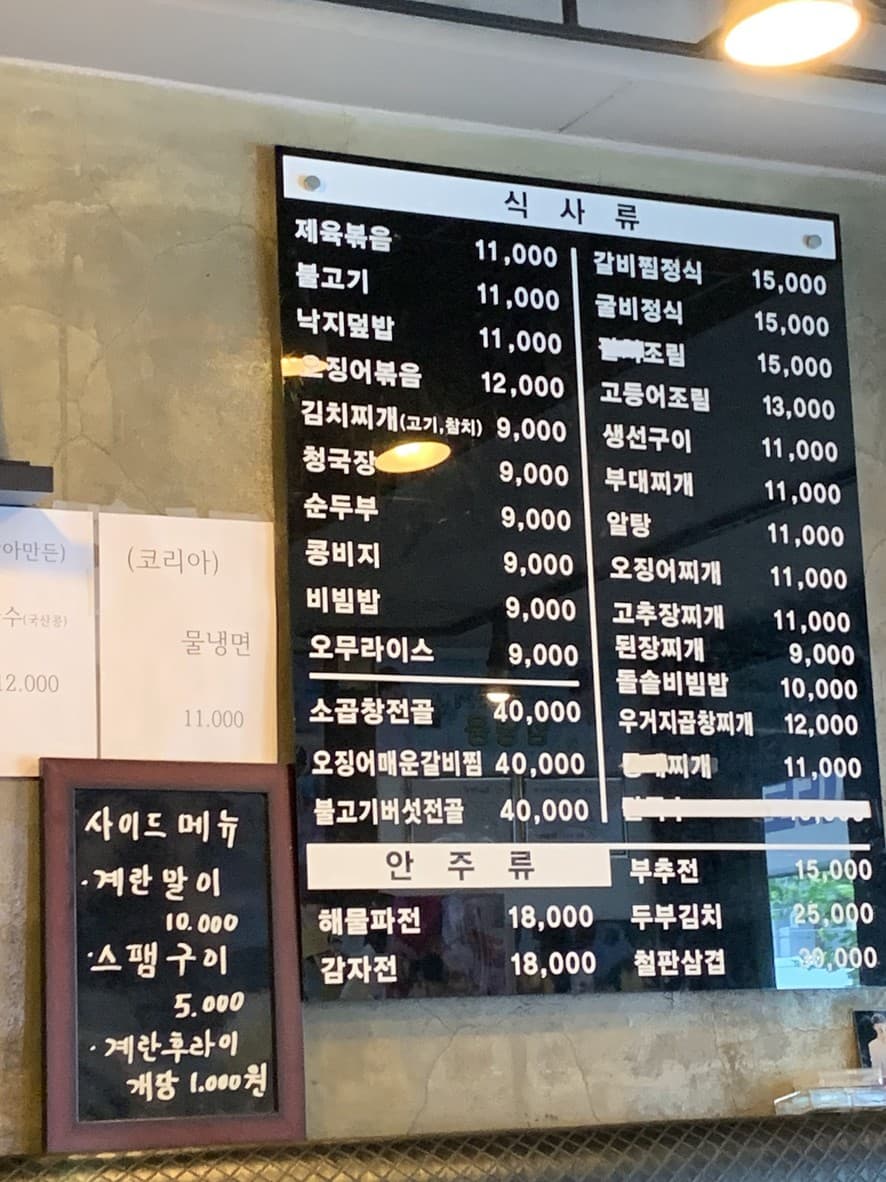 식 사 류
제육볶음 11,000
불고기 11,000
낙지덮밥 11,000
오징어볶음 12,000
김치찌개(고기,참치) 9,000
청국장 9,000
순두부 9,000
콩비지 9,000
비빔밥 9,000
오무라이스 9,000
소곱창전골 40,000
오징어매운갈비찜 40,000
불고기버섯전골 40,000
갈비찜정식 15,000
굴비정식 15,000
조림 15,000
고등어조림 13,000
생선구이 11,000
부대찌개 11,000
알탕 11,000
오징어찌개 11,000
고추장찌개 11,000
된장찌개 9,000
돌솥비빔밥 10,000
우거지곱창찌개 12,000
찌개 11,000
안 주 류
해물파전 18,000
감자전 18,000
부추전 15,000
두부김치 25,000
철판삼겹
아만든)
수(국산콩)
12.000
(코리아)
물냉면
11.000
사이드 메뉴
·계란말이
10.000
·스팸구이
5.000
·계란후라이
개당 1.000원